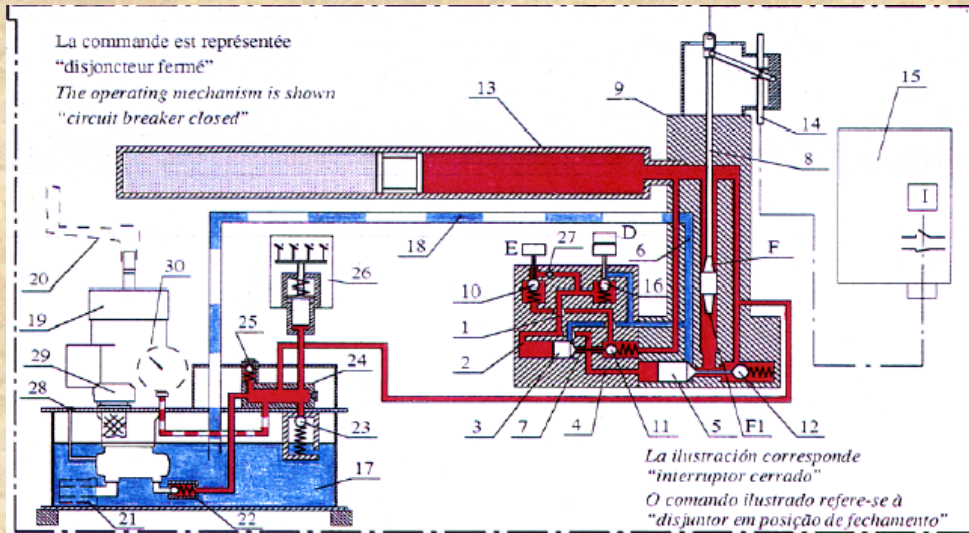 La commande est représentée
“disjoncteur fermé”
The operating mechanism is shown
“circuit breaker closed”
13
9
15
14
8
I
20
30
18
E
27
D
6
F
26
10
16
19
25
1
29
24
2
28
23
3
7
4
11
5
F1
12
17
21
22
La ilustración corresponde
“interruptor cerrado”
O comando ilustrado refere-se à
“disjuntor em posição de fechamento”